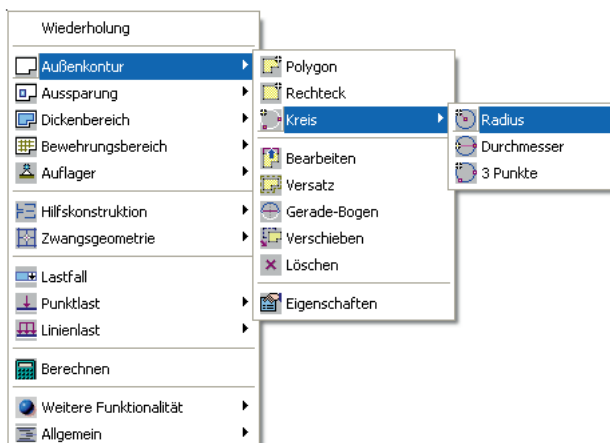 Wiederholung
Außenkontur
Aussparung
Dickenbereich
Bewehrungsbereich
Auflager
Hilfskonstruktion
Zwangsgeometrie
Lastfall
Punktlast
Linienlast
Berechnen
Weitere Funktionalität
Allgemein
Polygon
Rechteck
Kreis
Bearbeiten
Versatz
Gerade-Bogen
Verschieben
Löschen
Eigenschaften
Radius
Durchmesser
3 Punkte